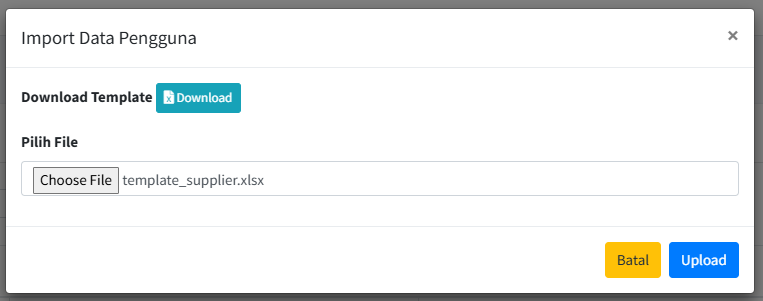 Import Data Pengguna ×
Download Template Download
Pilih File
Choose File template_supplier.xlsx
Batal Upload